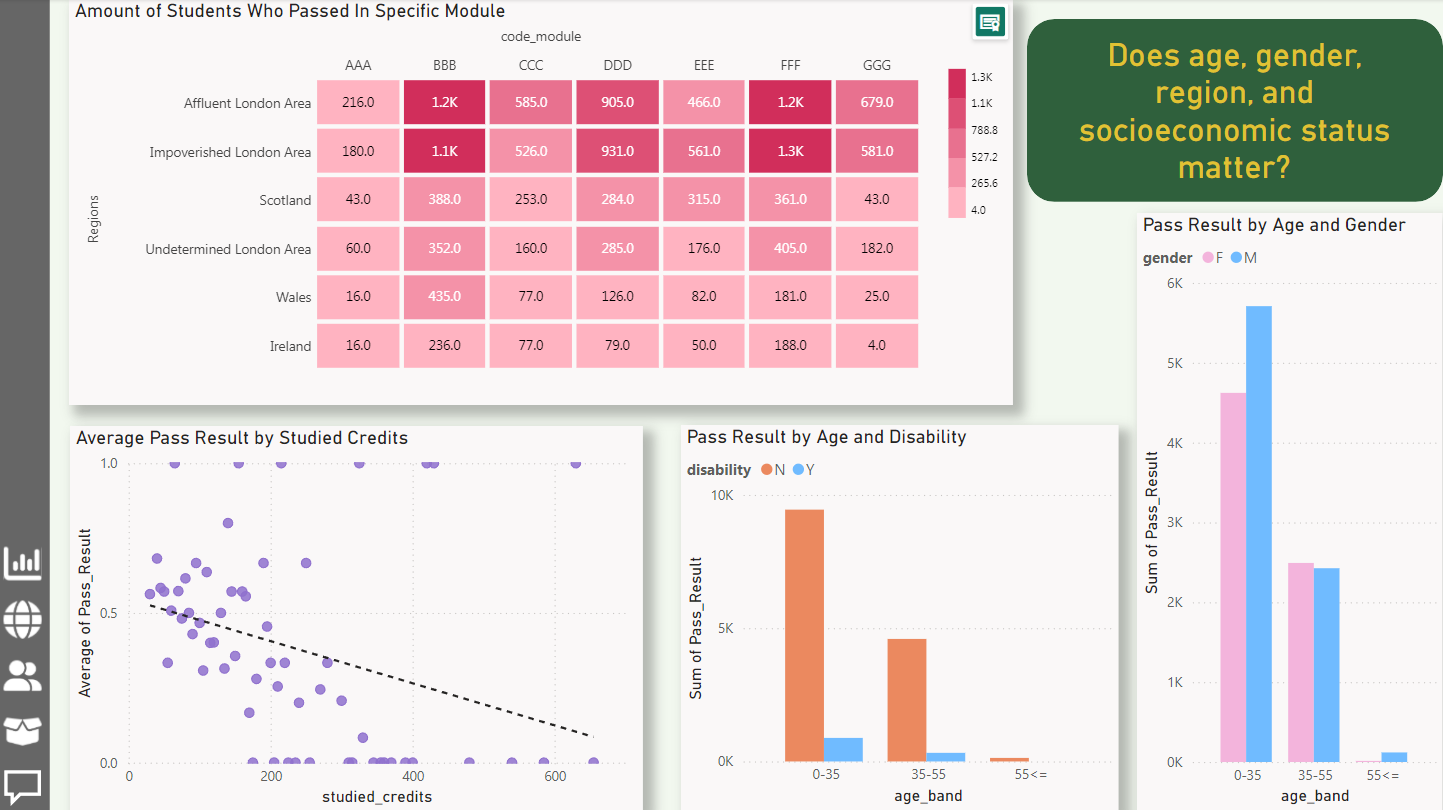 Amount of Students Who Passed In Specific Module
code_module
AAA BBB CCC DDD EEE FFF GGG
Regions
Affluent London Area 216.0 1.2K 585.0 905.0 466.0 1.2K 679.0
Impoverished London Area 180.0 1.1K 526.0 931.0 561.0 1.3K 581.0
Scotland 43.0 388.0 253.0 284.0 315.0 361.0 43.0
Undetermined London Area 60.0 352.0 160.0 285.0 176.0 405.0 182.0
Wales 16.0 435.0 77.0 126.0 82.0 181.0 25.0
Ireland 16.0 236.0 77.0 79.0 50.0 188.0 4.0
1.3K
1.1K
788.8
527.2
265.6
4.0
Does age, gender,
region, and
socioeconomic status
matter?
Average Pass Result by Studied Credits
Average of Pass_Result
1.0
0.5
0.0
0 200 400 600
studied_credits
Pass Result by Age and Disability
disability N Y
Sum of Pass_Result
10K
5K
0K
0-35 35-55 55<=
age_band
Pass Result by Age and Gender
gender F M
Sum of Pass_Result
6K
5K
4K
3K
2K
1K
0K
0-35 35-55 55<=
age_band